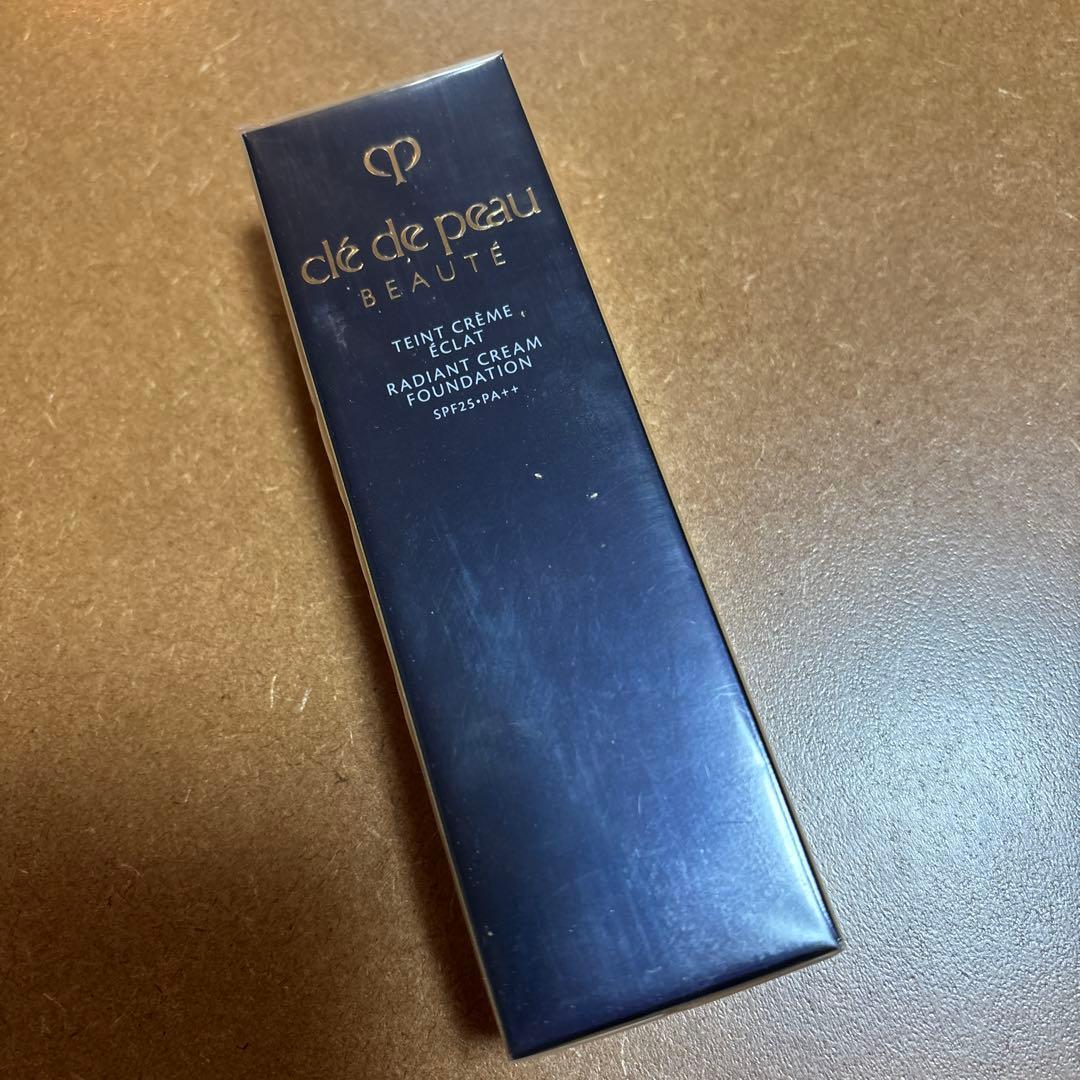 clé de peau
BEAUTÉ
TEINT CRÈME
ÉCLAT
RADIANT CREAM
FOUNDATION
SPF25•PA++